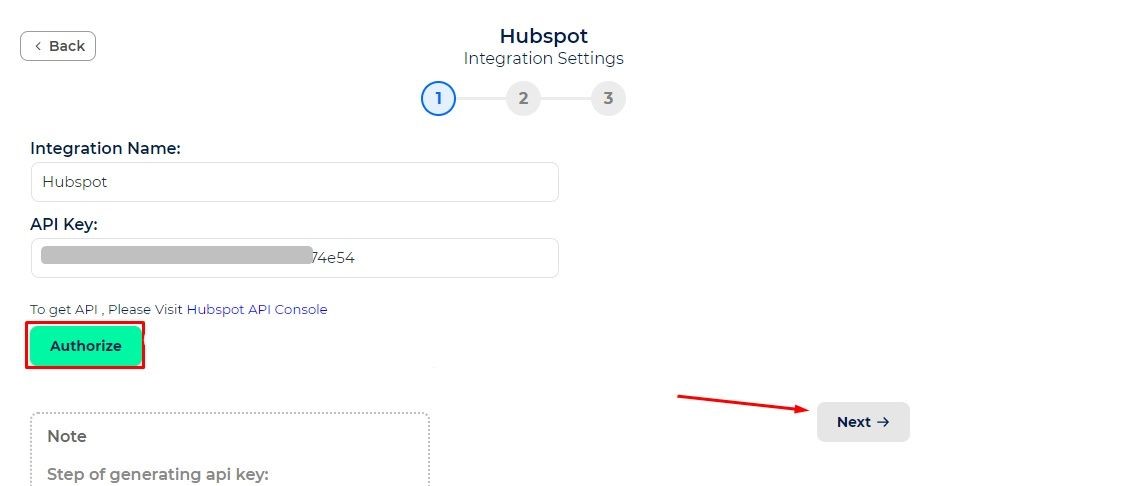 Back
Hubspot
Integration Settings
1 2 3
Integration Name:
Hubspot
API Key:
74e54
To get API , Please Visit Hubspot API Console
Authorize
Next →
Note
Step of generating api key: